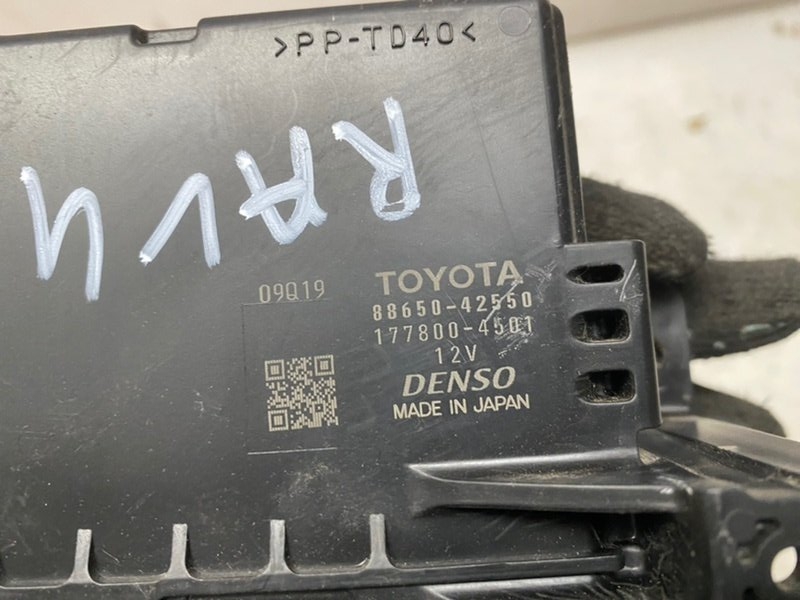 >PP-TD40<
RAV4
09Q19
TOYOTA
88650-42550
177800-4501
12V
DENSO
MADE IN JAPAN